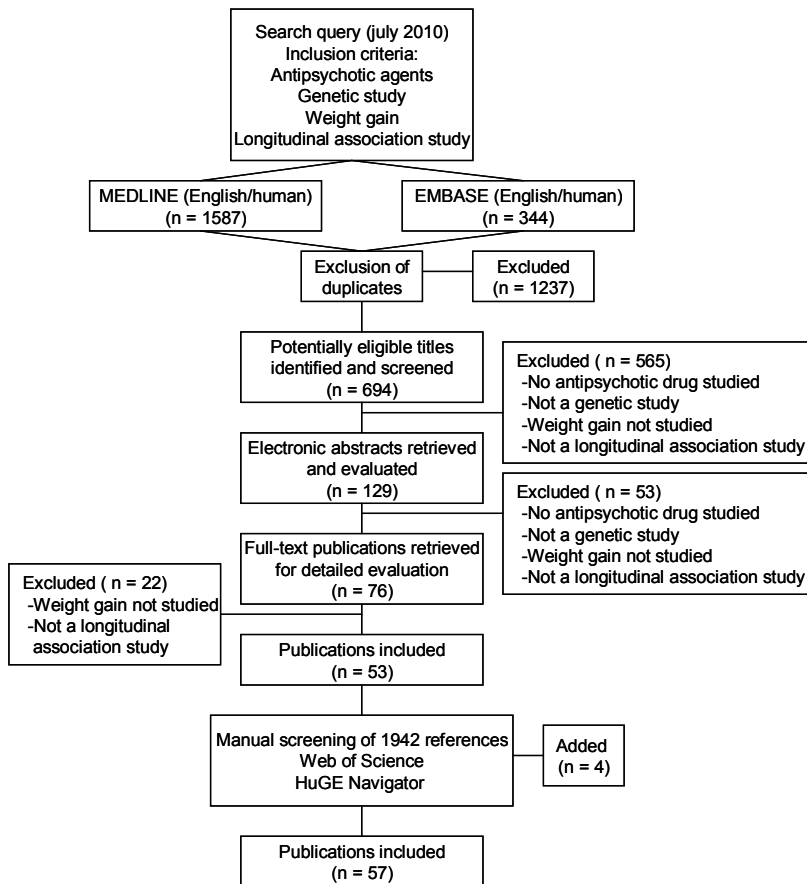 Search query (july 2010)
Inclusion criteria:
Antipsychotic agents
Genetic study
Weight gain
Longitudinal association study
MEDLINE (English/human)
(n = 1587)
EMBASE (English/human)
(n = 344)
Exclusion of
duplicates
Excluded
(n = 1237)
Potentially eligible titles
identified and screened
(n = 694)
Excluded ( n = 565)
-No antipsychotic drug studied
-Not a genetic study
-Weight gain not studied
-Not a longitudinal association study
Electronic abstracts retrieved
and evaluated
(n = 129)
Excluded ( n = 53)
-No antipsychotic drug studied
-Not a genetic study
-Weight gain not studied
-Not a longitudinal association study
Full-text publications retrieved
for detailed evaluation
(n = 76)
Excluded ( n = 22)
-Weight gain not studied
-Not a longitudinal
association study
Publications included
(n = 53)
Manual screening of 1942 references
Web of Science
HuGE Navigator
Added
(n = 4)
Publications included
(n = 57)